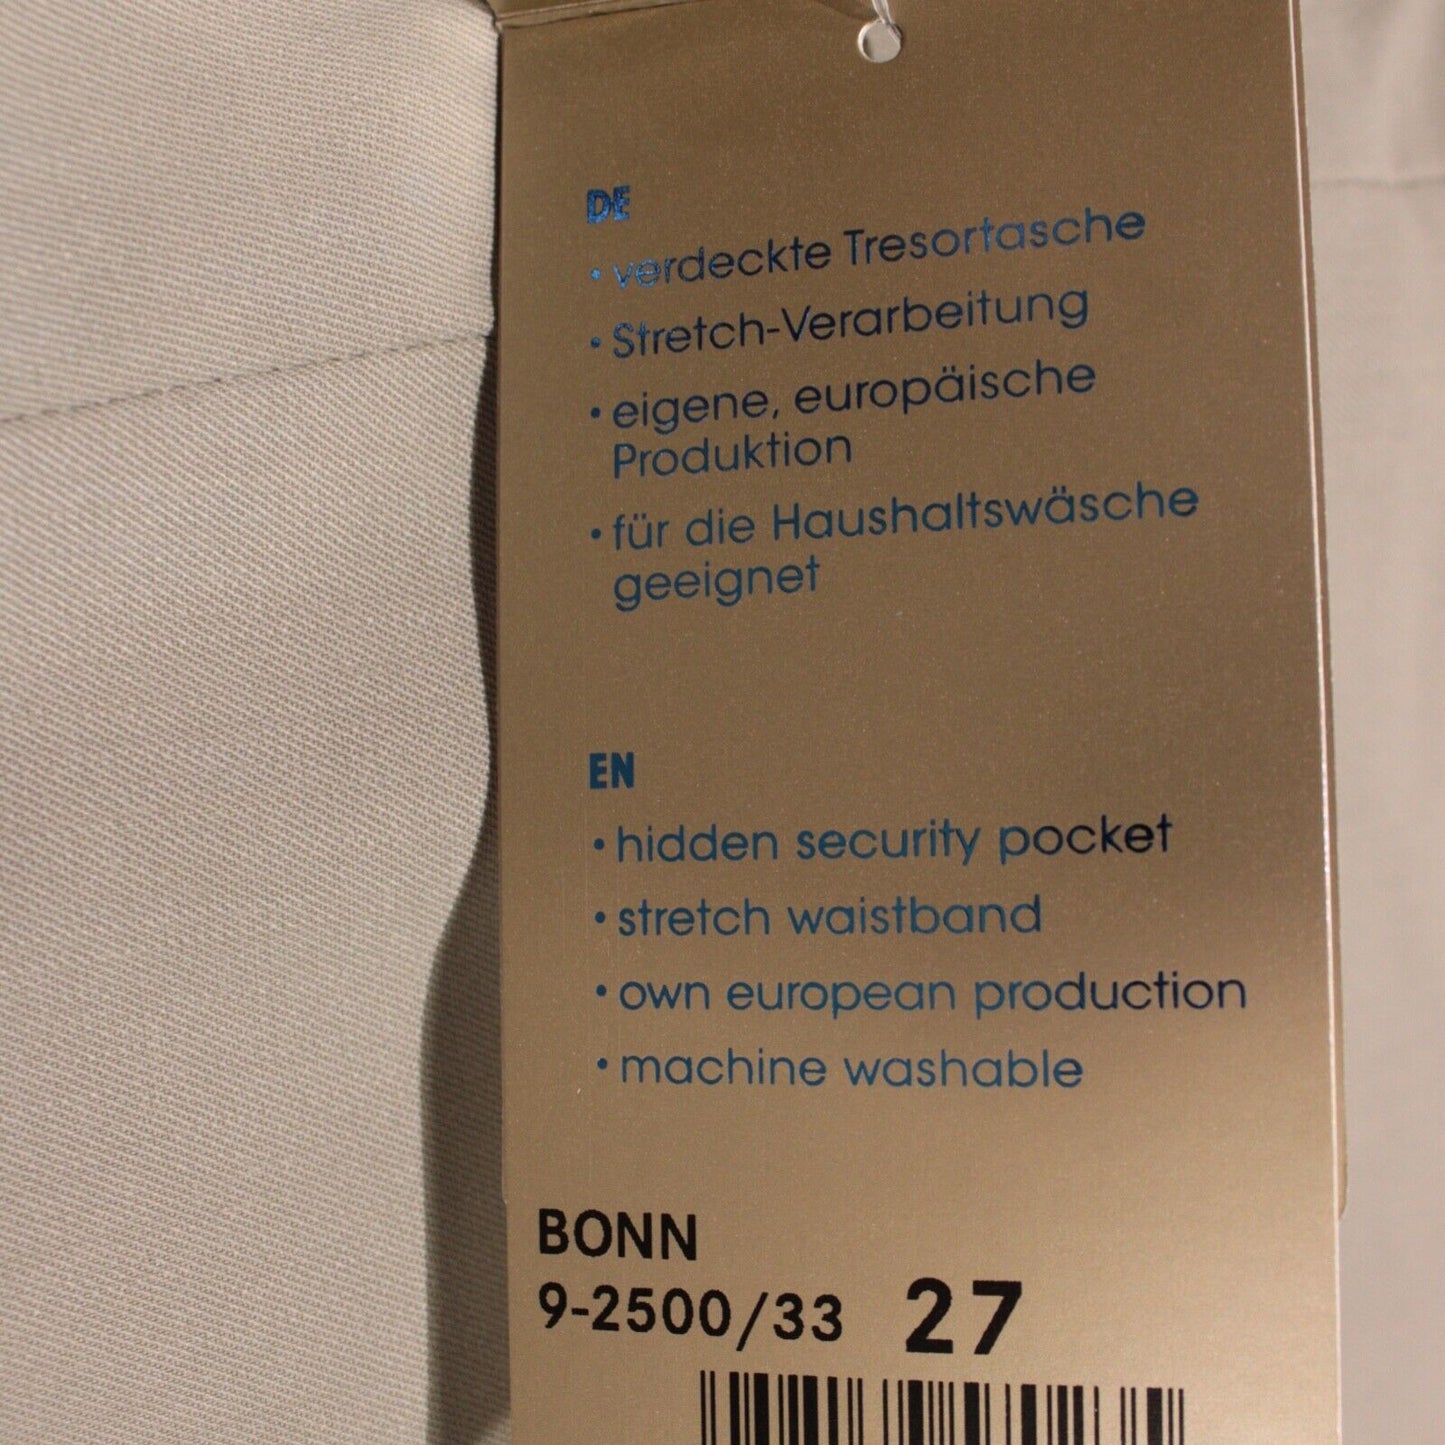 DE
• verdeckte Tresortasche
• Stretch-Verarbeitung
• eigene, europäische
Produktion
• für die Haushaltswäsche
geeignet
EN
• hidden security pocket
• stretch waistband
• own european production
• machine washable
BONN
9-2500/33 27